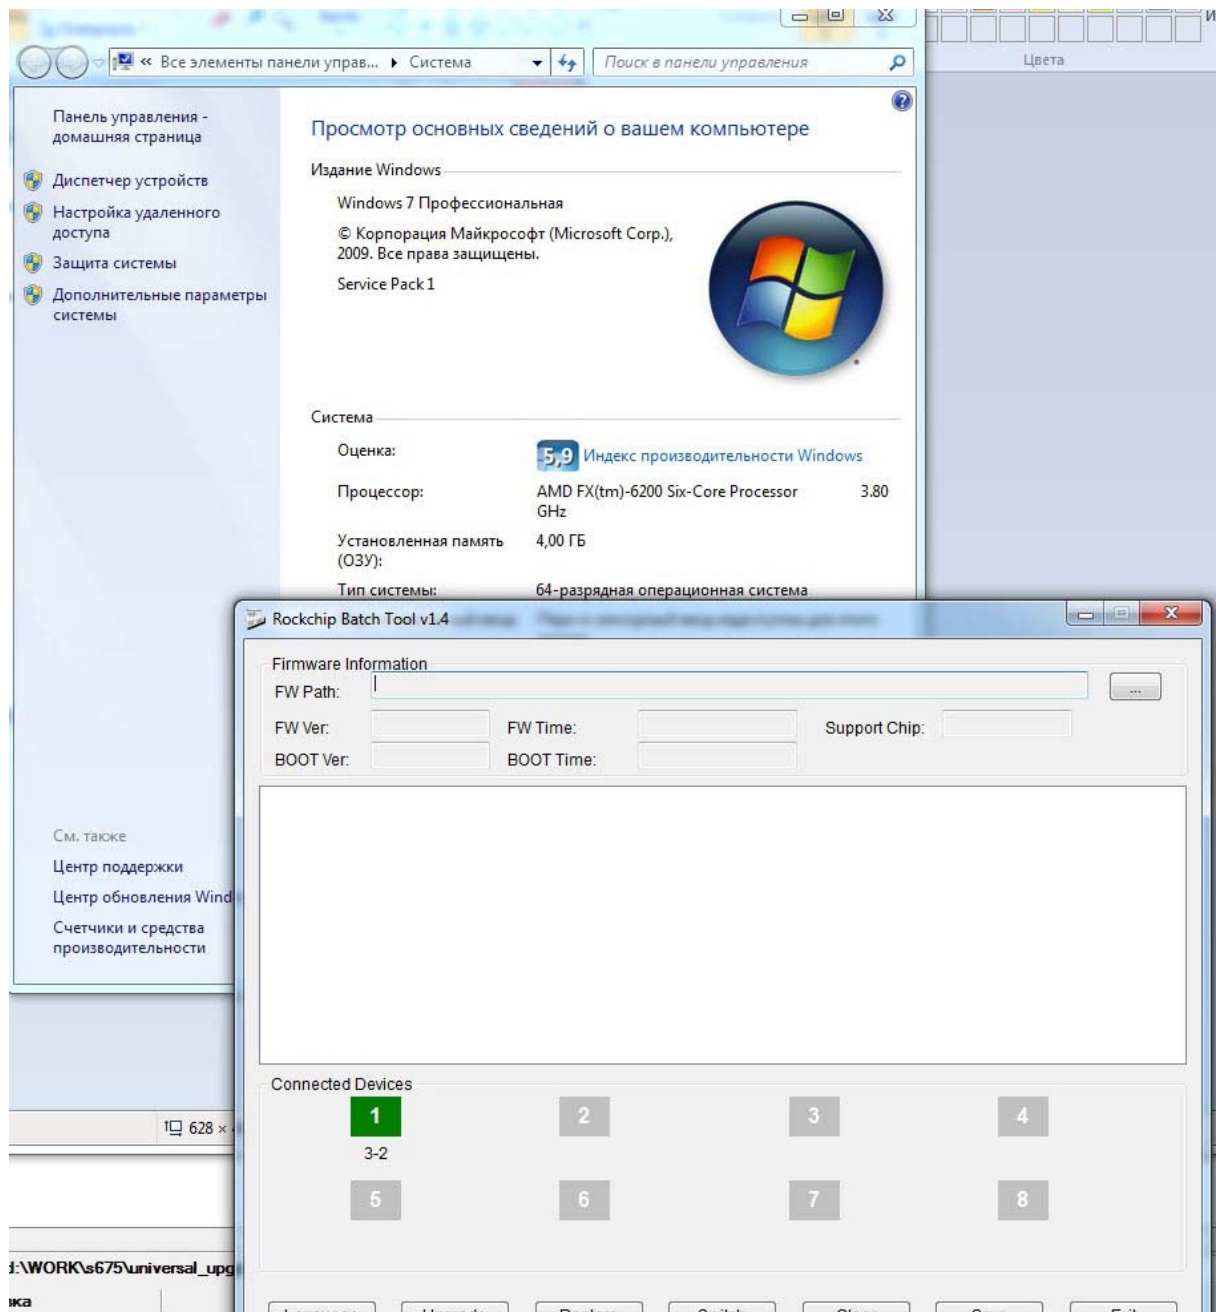 « Все элементы панели управ... ▸ Система
Поиск в панели управления
Цвета
Панель управления -
домашняя страница
Диспетчер устройств
Настройка удаленного
доступа
Защита системы
Дополнительные параметры
системы
См. также
Центр поддержки
Центр обновления Wind
Счетчики и средства
производительности
Просмотр основных сведений о вашем компьютере
Издание Windows
Windows 7 Профессиональная
© Корпорация Майкрософт (Microsoft Corp.),
2009. Все права защищены.
Service Pack 1
Система
Оценка:
5,9 Индекс производительности Windows
Процессор:
AMD FX(tm)-6200 Six-Core Processor 3.80
GHz
Установленная память
(ОЗУ):
4,00 ГБ
Тип системы:
64-разрядная операционная система
628 ×
d:\WORK\s675\universal_upg
Rockchip Batch Tool v1.4
Firmware Information
FW Path:
...
FW Ver:
FW Time:
Support Chip:
BOOT Ver:
BOOT Time:
Connected Devices
1 2 3 4
3-2
5 6 7 8